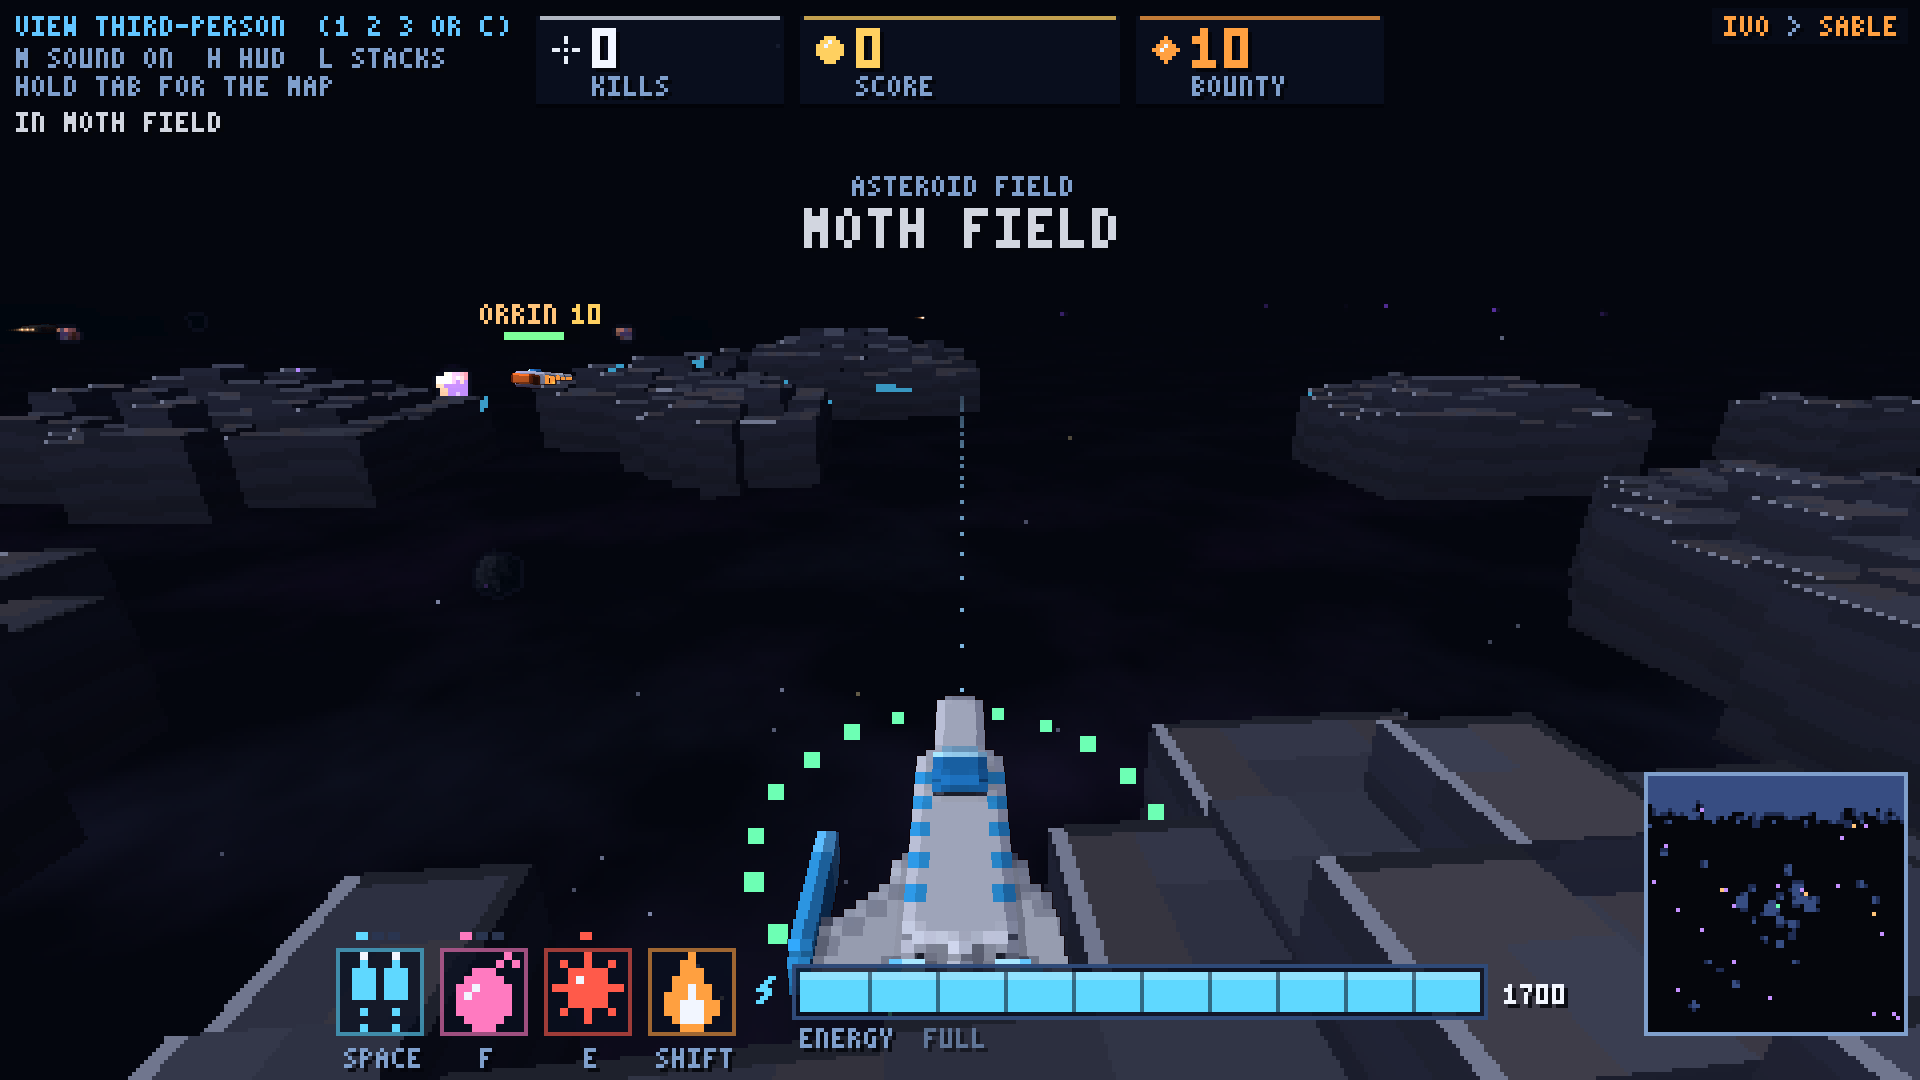 VIEW THIRD-PERSON (1 2 3 OR C)
M SOUND ON H HUD L STACKS
HOLD TAB FOR THE MAP
IN MOTH FIELD
0
KILLS
0
SCORE
10
BOUNTY
IVO > SABLE
ASTEROID FIELD
MOTH FIELD
ORRIN 10
SPACE
F
E
SHIFT
1700
ENERGY FULL